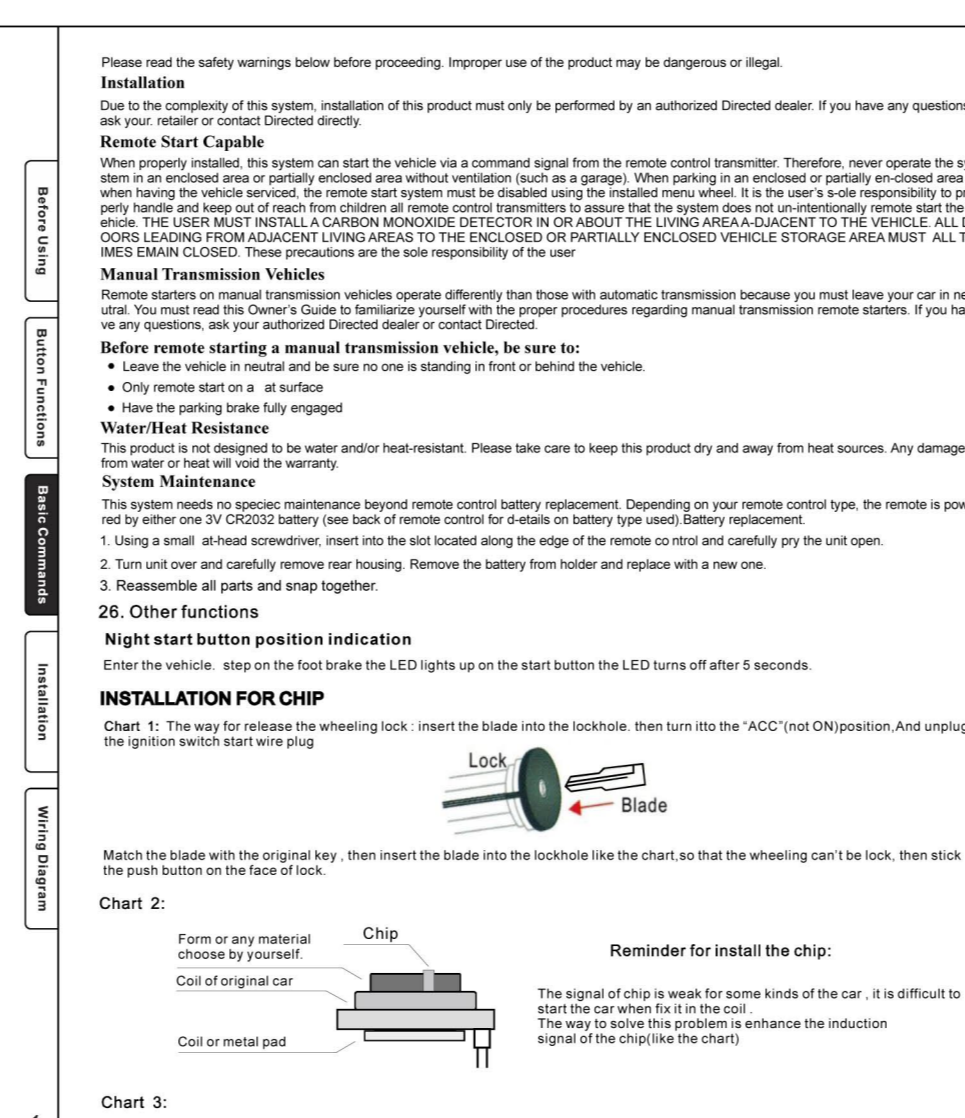 Please read the safety warnings below before proceeding. Improper use of the product may be dangerous or illegal.
Installation
Due to the complexity of this system, installation of this product must only be performed by an authorized Directed dealer. If you have any questions
ask your. retailer or contact Directed directly.
Remote Start Capable
When properly installed, this system can start the vehicle via a command signal from the remote control transmitter. Therefore, never operate the s
stem in an enclosed area or partially enclosed area without ventilation (such as a garage). When parking in an enclosed or partially en-closed area
when having the vehicle serviced, the remote start system must be disabled using the installed menu wheel. It is the user's s-ole responsibility to p
perly handle and keep out of reach from children all remote control transmitters to assure that the system does not un-intentionally remote start the
ehicle. THE USER MUST INSTALL A CARBON MONOXIDE DETECTOR IN OR ABOUT THE LIVING AREA A-DJACENT TO THE VEHICLE. ALL D
OORS LEADING FROM ADJACENT LIVING AREAS TO THE ENCLOSED OR PARTIALLY ENCLOSED VEHICLE STORAGE AREA MUST ALL T
IMES EMAIN CLOSED. These precautions are the sole responsibility of the user
Manual Transmission Vehicles
Remote starters on manual transmission vehicles operate differently than those with automatic transmission because you must leave your car in ne
utral. You must read this Owner's Guide to familiarize yourself with the proper procedures regarding manual transmission remote starters. If you ha
ve any questions, ask your authorized Directed dealer or contact Directed.
Before remote starting a manual transmission vehicle, be sure to:
● Leave the vehicle in neutral and be sure no one is standing in front or behind the vehicle.
● Only remote start on a at surface
● Have the parking brake fully engaged
Water/Heat Resistance
This product is not designed to be water and/or heat-resistant. Please take care to keep this product dry and away from heat sources. Any damage
from water or heat will void the warranty.
System Maintenance
This system needs no speciec maintenance beyond remote control battery replacement. Depending on your remote control type, the remote is pow
red by either one 3V CR2032 battery (see back of remote control for d-etails on battery type used).Battery replacement.
1. Using a small at-head screwdriver, insert into the slot located along the edge of the remote co ntrol and carefully pry the unit open.
2. Turn unit over and carefully remove rear housing. Remove the battery from holder and replace with a new one.
3. Reassemble all parts and snap together.
26. Other functions
Night start button position indication
Enter the vehicle. step on the foot brake the LED lights up on the start button the LED turns off after 5 seconds.
INSTALLATION FOR CHIP
Chart 1: The way for release the wheeling lock : insert the blade into the lockhole. then turn itto the “ACC”(not ON)position,And unplug
the ignition switch start wire plug
Lock
Blade
Match the blade with the original key , then insert the blade into the lockhole like the chart,so that the wheeling can't be lock, then stick
the push button on the face of lock.
Chart 2:
Form or any material
choose by yourself.
Chip
Coil of original car
Coil or metal pad
Reminder for install the chip:
The signal of chip is weak for some kinds of the car , it is difficult to
start the car when fix it in the coil .
The way to solve this problem is enhance the induction
signal of the chip(like the chart)
Chart 3:
Before Using
Button Functions
Basic Commands
Installation
Wiring Diagram